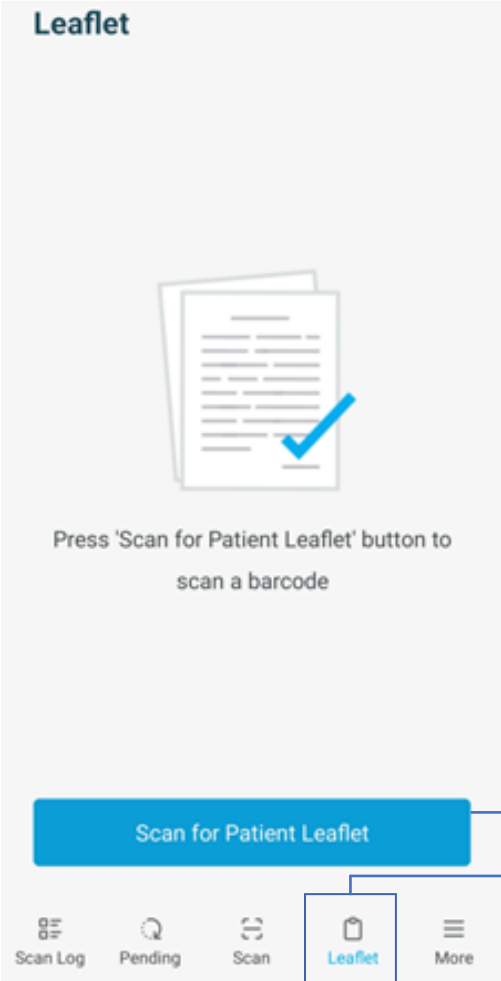 Leaflet
Press 'Scan for Patient Leaflet' button to
scan a barcode
Scan for Patient Leaflet
Scan Log Pending Scan Leaflet More